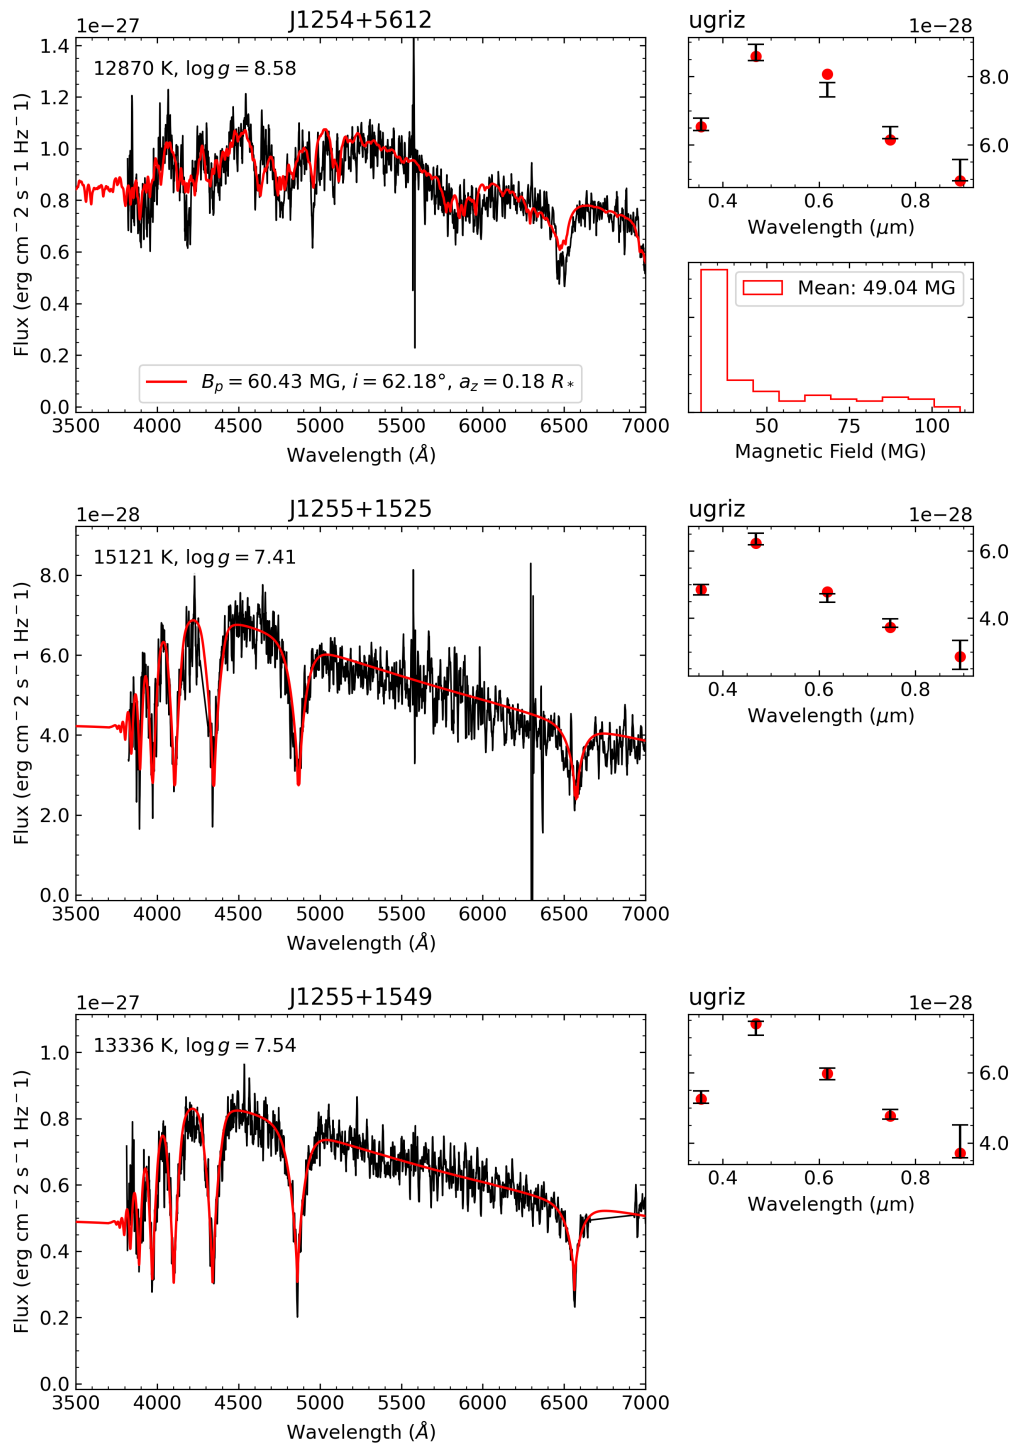 J1254+5612
1e−27
12870 K, log g = 8.58
Flux (erg cm−2 s−1 Hz−1)
1.4
1.2
1.0
0.8
0.6
0.4
0.2
0.0
B_p = 60.43 MG, i = 62.18°, a_z = 0.18 R_*
3500 4000 4500 5000 5500 6000 6500 7000
Wavelength (Å)
ugriz
1e−28
8.0
6.0
0.4 0.6 0.8
Wavelength (μm)
Mean: 49.04 MG
50 75 100
Magnetic Field (MG)
J1255+1525
1e−28
15121 K, log g = 7.41
Flux (erg cm−2 s−1 Hz−1)
8.0
6.0
4.0
2.0
0.0
3500 4000 4500 5000 5500 6000 6500 7000
Wavelength (Å)
ugriz
1e−28
6.0
4.0
0.4 0.6 0.8
Wavelength (μm)
J1255+1549
1e−27
13336 K, log g = 7.54
Flux (erg cm−2 s−1 Hz−1)
1.0
0.8
0.6
0.4
0.2
0.0
3500 4000 4500 5000 5500 6000 6500 7000
Wavelength (Å)
ugriz
1e−28
6.0
4.0
0.4 0.6 0.8
Wavelength (μm)